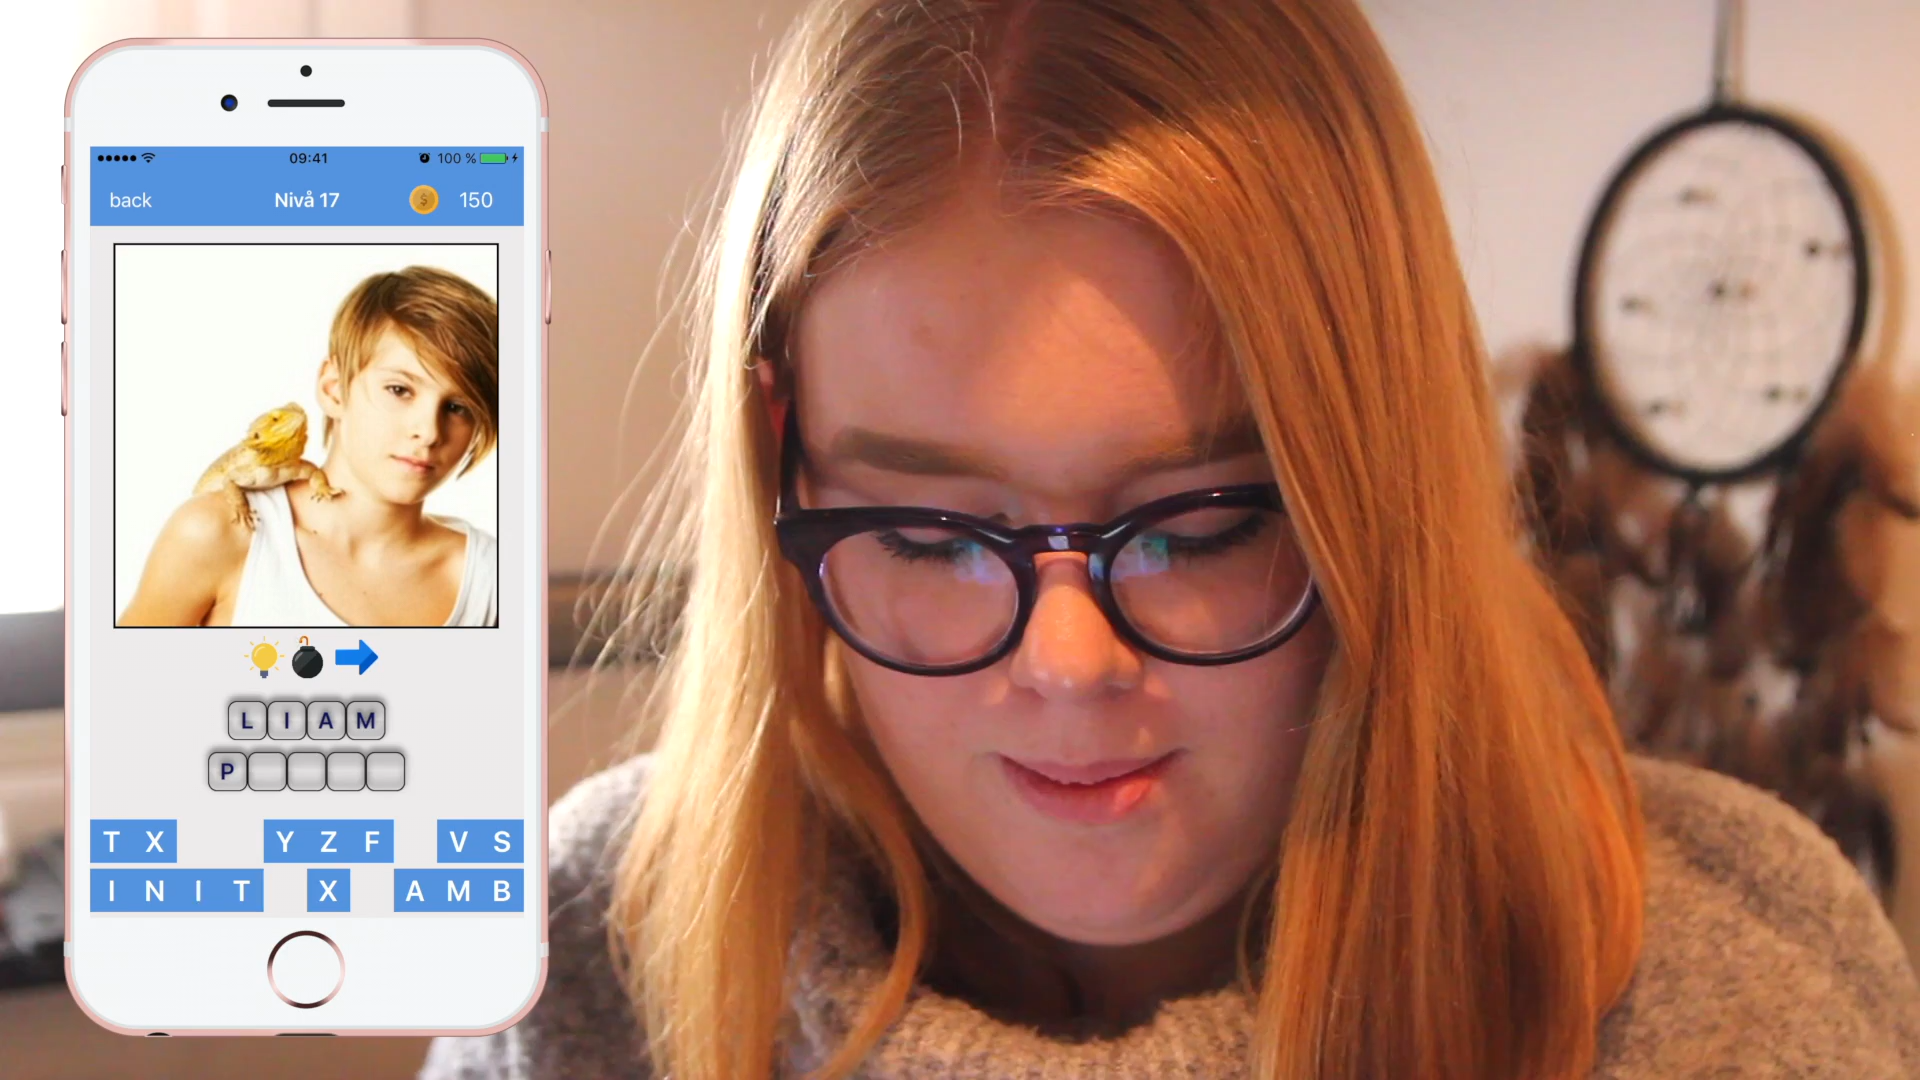 09:41 100 %
back Nivå 17 150
L I A M
P
T X Y Z F V S
I N I T X A M B